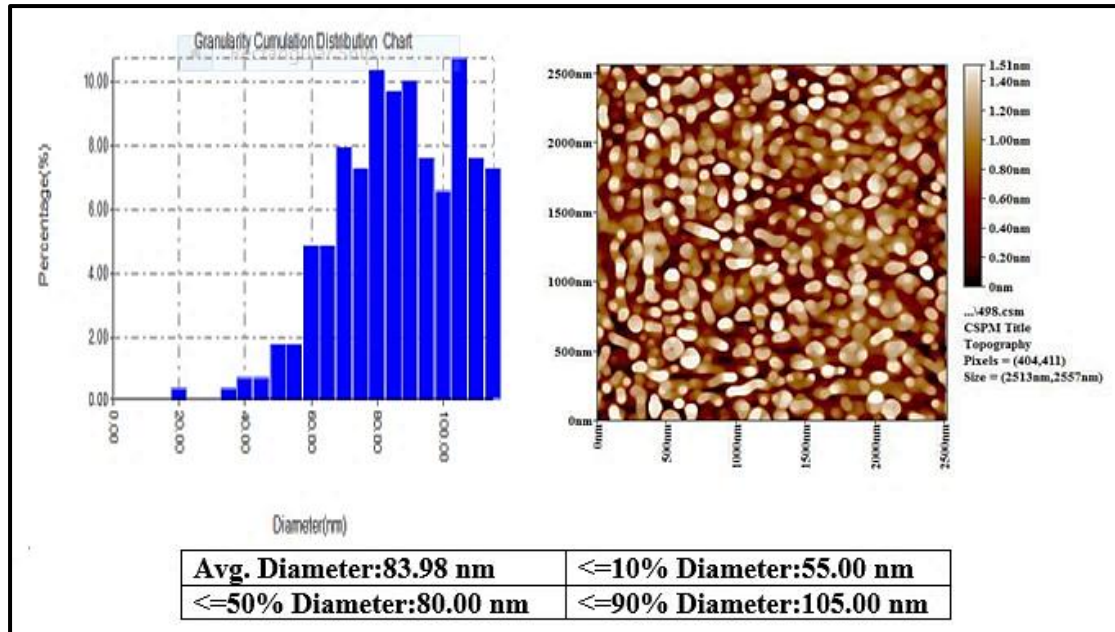 Granularity Cumulation Distribution Chart
Percentage(%)
10.00
8.00
6.00
4.00
2.00
0.00
0.00
20.00
40.00
60.00
80.00
100.00
Diameter(nm)
2500nm
2000nm
1500nm
1000nm
500nm
0nm
0nm
500nm
1000nm
1500nm
2000nm
2500nm
1.51nm
1.40nm
1.20nm
1.00nm
0.80nm
0.60nm
0.40nm
0.20nm
0nm
...\498.csm
CSPM Title
Topography
Pixels = (404,411)
Size = (2513nm,2557nm)
Avg. Diameter:83.98 nm
<=10% Diameter:55.00 nm
<=50% Diameter:80.00 nm
<=90% Diameter:105.00 nm